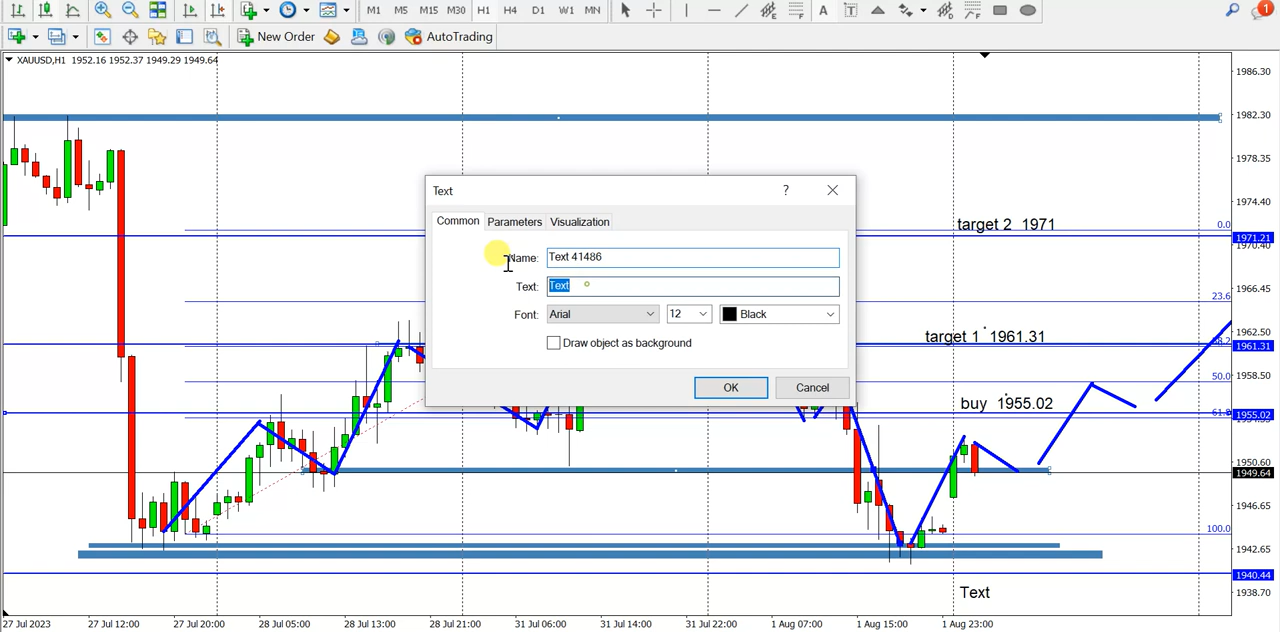 M1 M5 M15 M30 H1 H4 D1 W1 MN A T 1
New Order AutoTrading
XAUUSD,H1 1952.16 1952.37 1949.29 1949.64
1986.30
1982.30
1978.35
1974.40
target 2 1971
0.0
1971.21
1970.40
23.6
1966.45
1962.50
target 1 1961.31
1961.31
50.0
1958.50
buy 1955.02
1955.02
1950.60
1949.64
1946.65
100.0
1942.65
1940.44
1938.70
Text
Text ?
Common Parameters Visualization
Name: Text 41486
Text: Text
Font: Arial 12 Black
Draw object as background
OK Cancel
27 Jul 2023 27 Jul 12:00 27 Jul 20:00 28 Jul 05:00 28 Jul 13:00 28 Jul 21:00 31 Jul 06:00 31 Jul 14:00 31 Jul 22:00 1 Aug 07:00 1 Aug 15:00 1 Aug 23:00